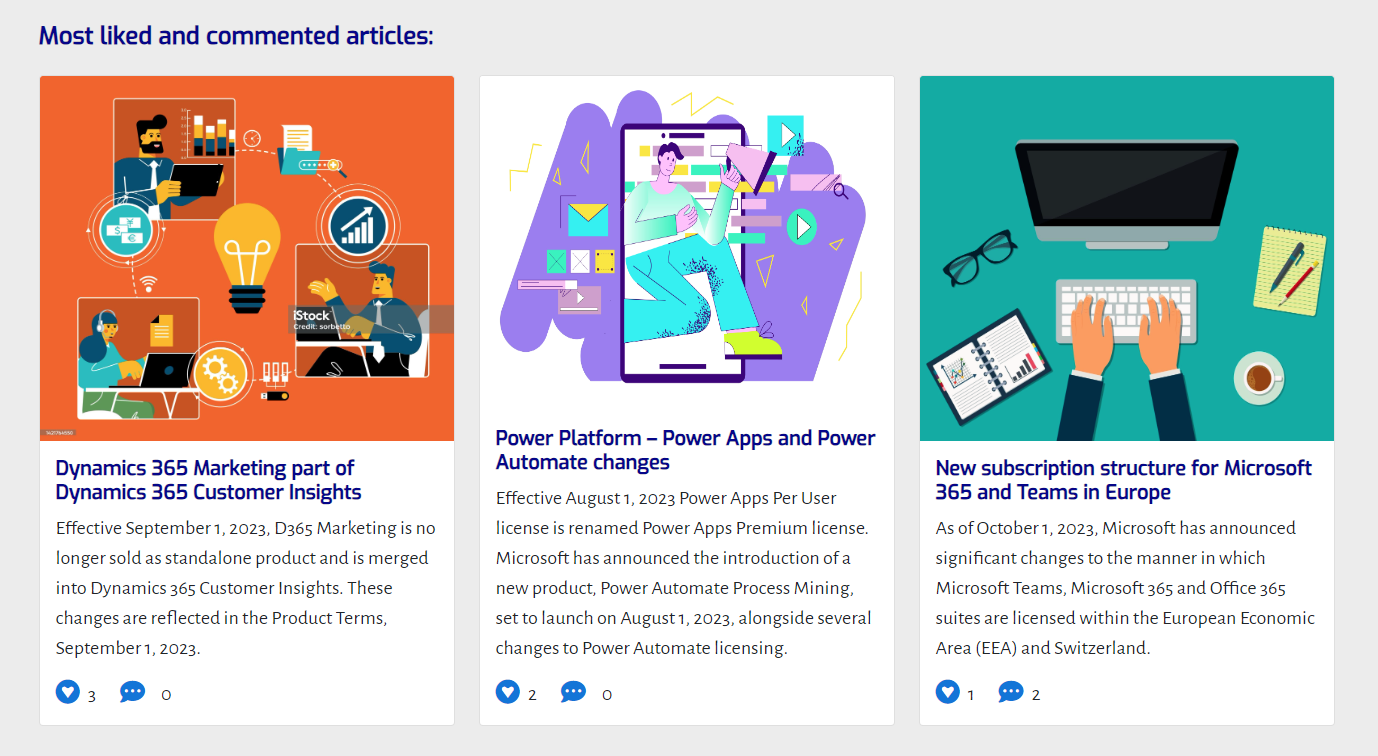 Most liked and commented articles:
iStock
Credit: sorbetto
1427764550
Dynamics 365 Marketing part of
Dynamics 365 Customer Insights
Effective September 1, 2023, D365 Marketing is no
longer sold as standalone product and is merged
into Dynamics 365 Customer Insights. These
changes are reflected in the Product Terms,
September 1, 2023.
3 0
Power Platform – Power Apps and Power
Automate changes
Effective August 1, 2023 Power Apps Per User
license is renamed Power Apps Premium license.
Microsoft has announced the introduction of a
new product, Power Automate Process Mining,
set to launch on August 1, 2023, alongside several
changes to Power Automate licensing.
2 0
New subscription structure for Microsoft
365 and Teams in Europe
As of October 1, 2023, Microsoft has announced
significant changes to the manner in which
Microsoft Teams, Microsoft 365 and Office 365
suites are licensed within the European Economic
Area (EEA) and Switzerland.
1 2